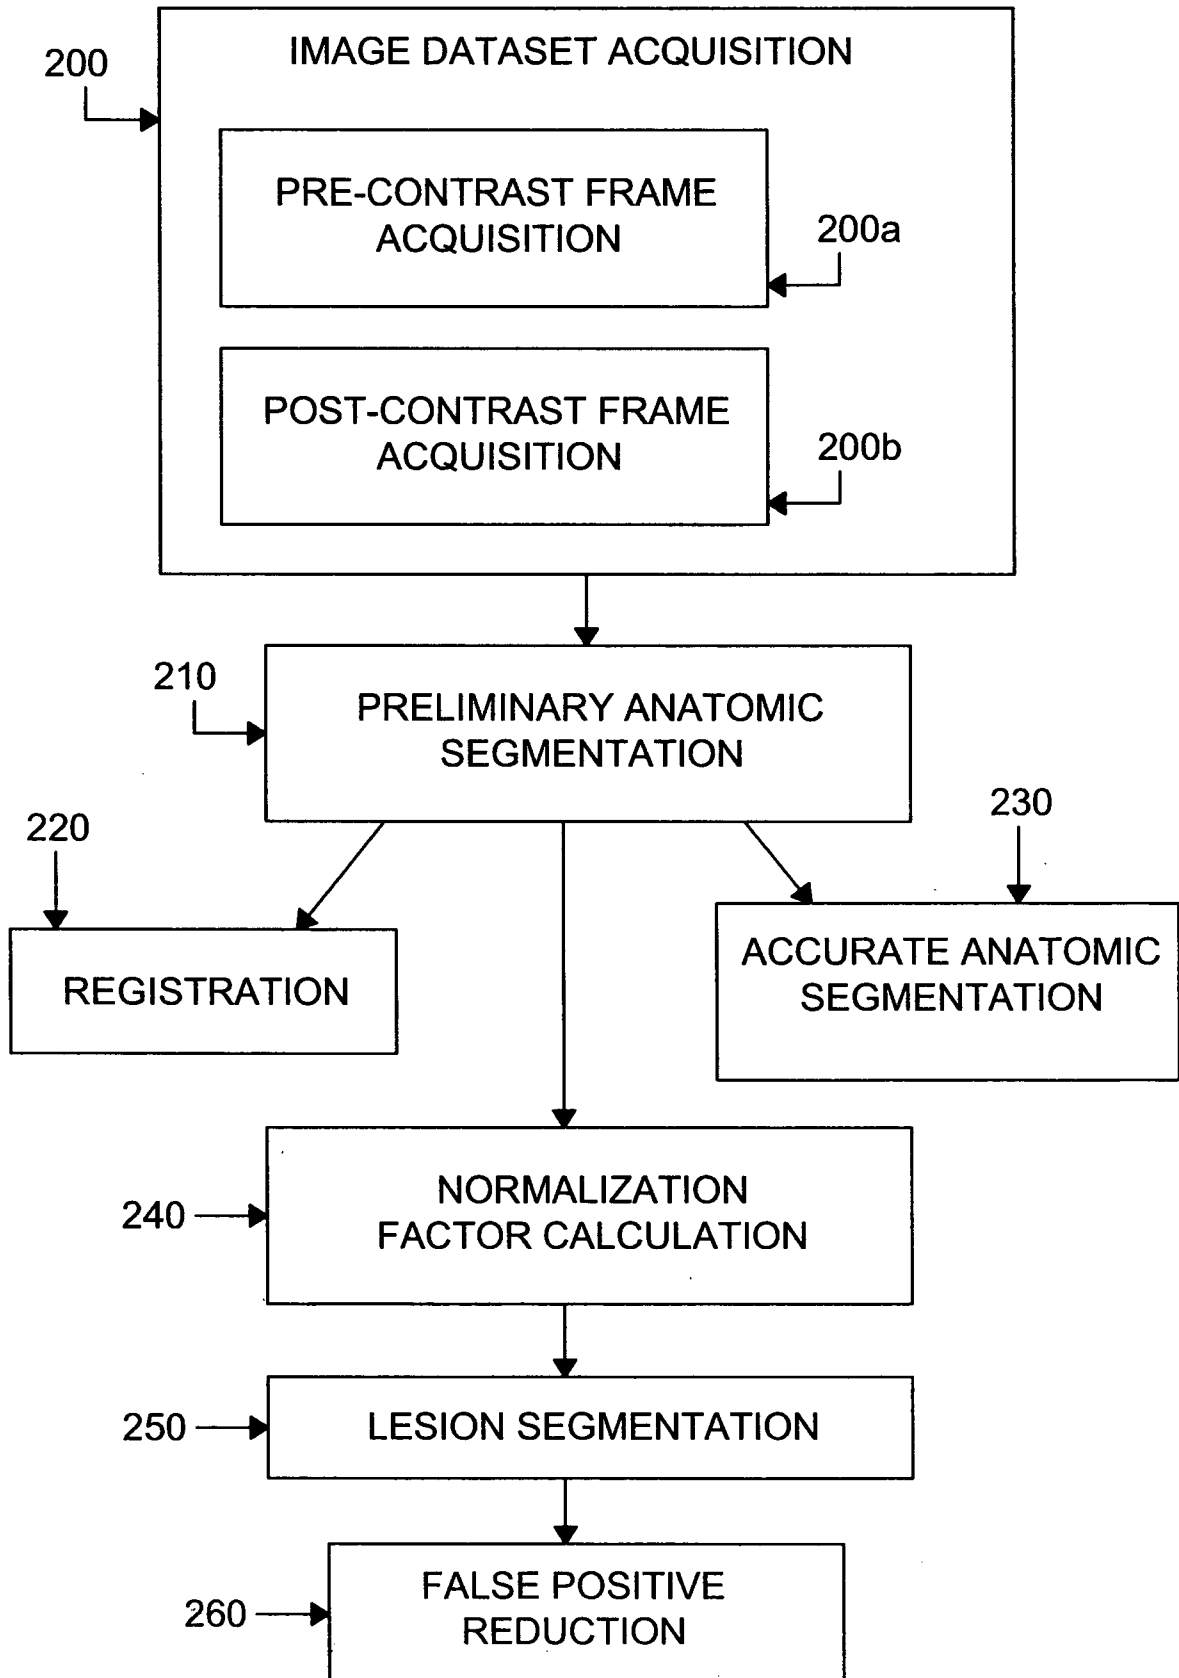 IMAGE DATASET ACQUISITION
200
PRE-CONTRAST FRAME
ACQUISITION
200a
POST-CONTRAST FRAME
ACQUISITION
200b
210
PRELIMINARY ANATOMIC
SEGMENTATION
220
230
REGISTRATION
ACCURATE ANATOMIC
SEGMENTATION
240
NORMALIZATION
FACTOR CALCULATION
250
LESION SEGMENTATION
260
FALSE POSITIVE
REDUCTION